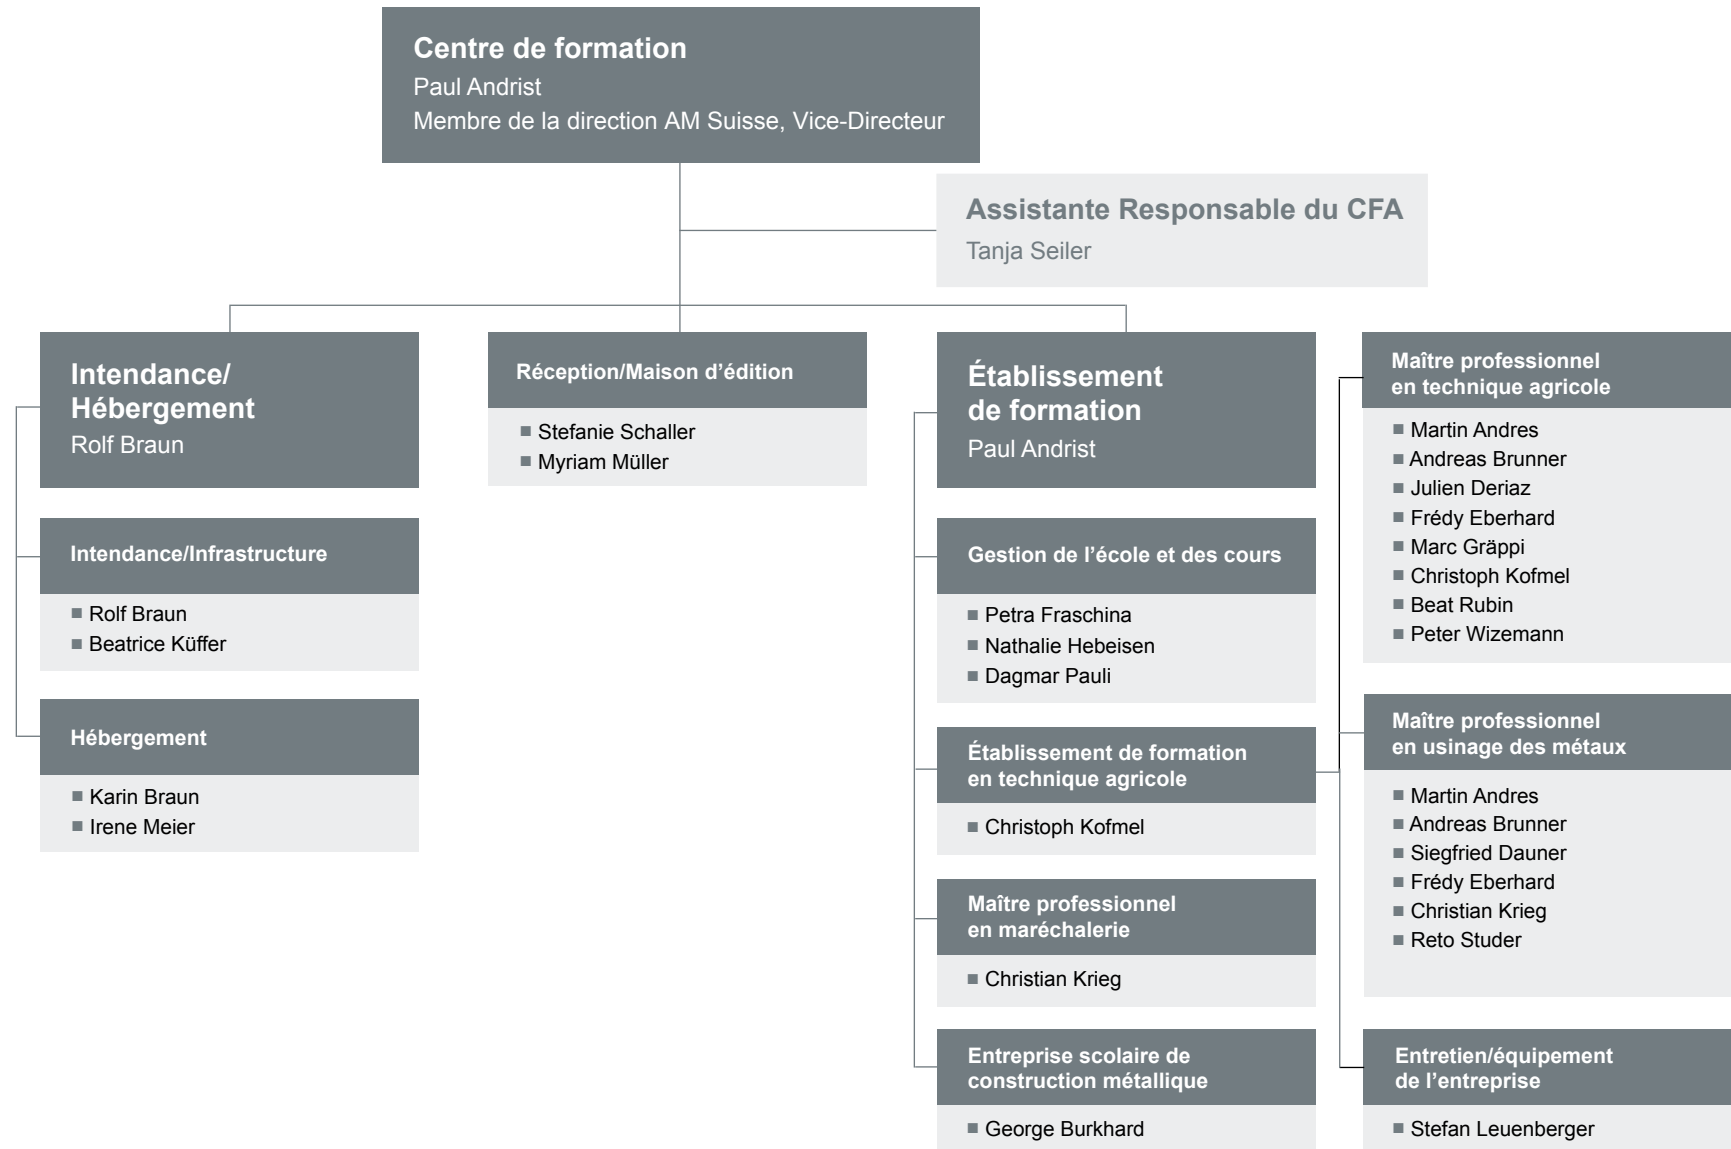 Centre de formation
Paul Andrist
Membre de la direction AM Suisse, Vice-Directeur
Assistante Responsable du CFA
Tanja Seiler
Intendance/
Hébergement
Rolf Braun
Intendance/Infrastructure
Rolf Braun
Beatrice Küffer
Hébergement
Karin Braun
Irene Meier
Réception/Maison d’édition
Stefanie Schaller
Myriam Müller
Établissement
de formation
Paul Andrist
Gestion de l’école et des cours
Petra Fraschina
Nathalie Hebeisen
Dagmar Pauli
Établissement de formation
en technique agricole
Christoph Kofmel
Maître professionnel
en maréchalerie
Christian Krieg
Entreprise scolaire de
construction métallique
George Burkhard
Maître professionnel
en technique agricole
Martin Andres
Andreas Brunner
Julien Deriaz
Frédy Eberhard
Marc Gräppi
Christoph Kofmel
Beat Rubin
Peter Wizemann
Maître professionnel
en usinage des métaux
Martin Andres
Andreas Brunner
Siegfried Dauner
Frédy Eberhard
Christian Krieg
Reto Studer
Entretien/équipement
de l’entreprise
Stefan Leuenberger